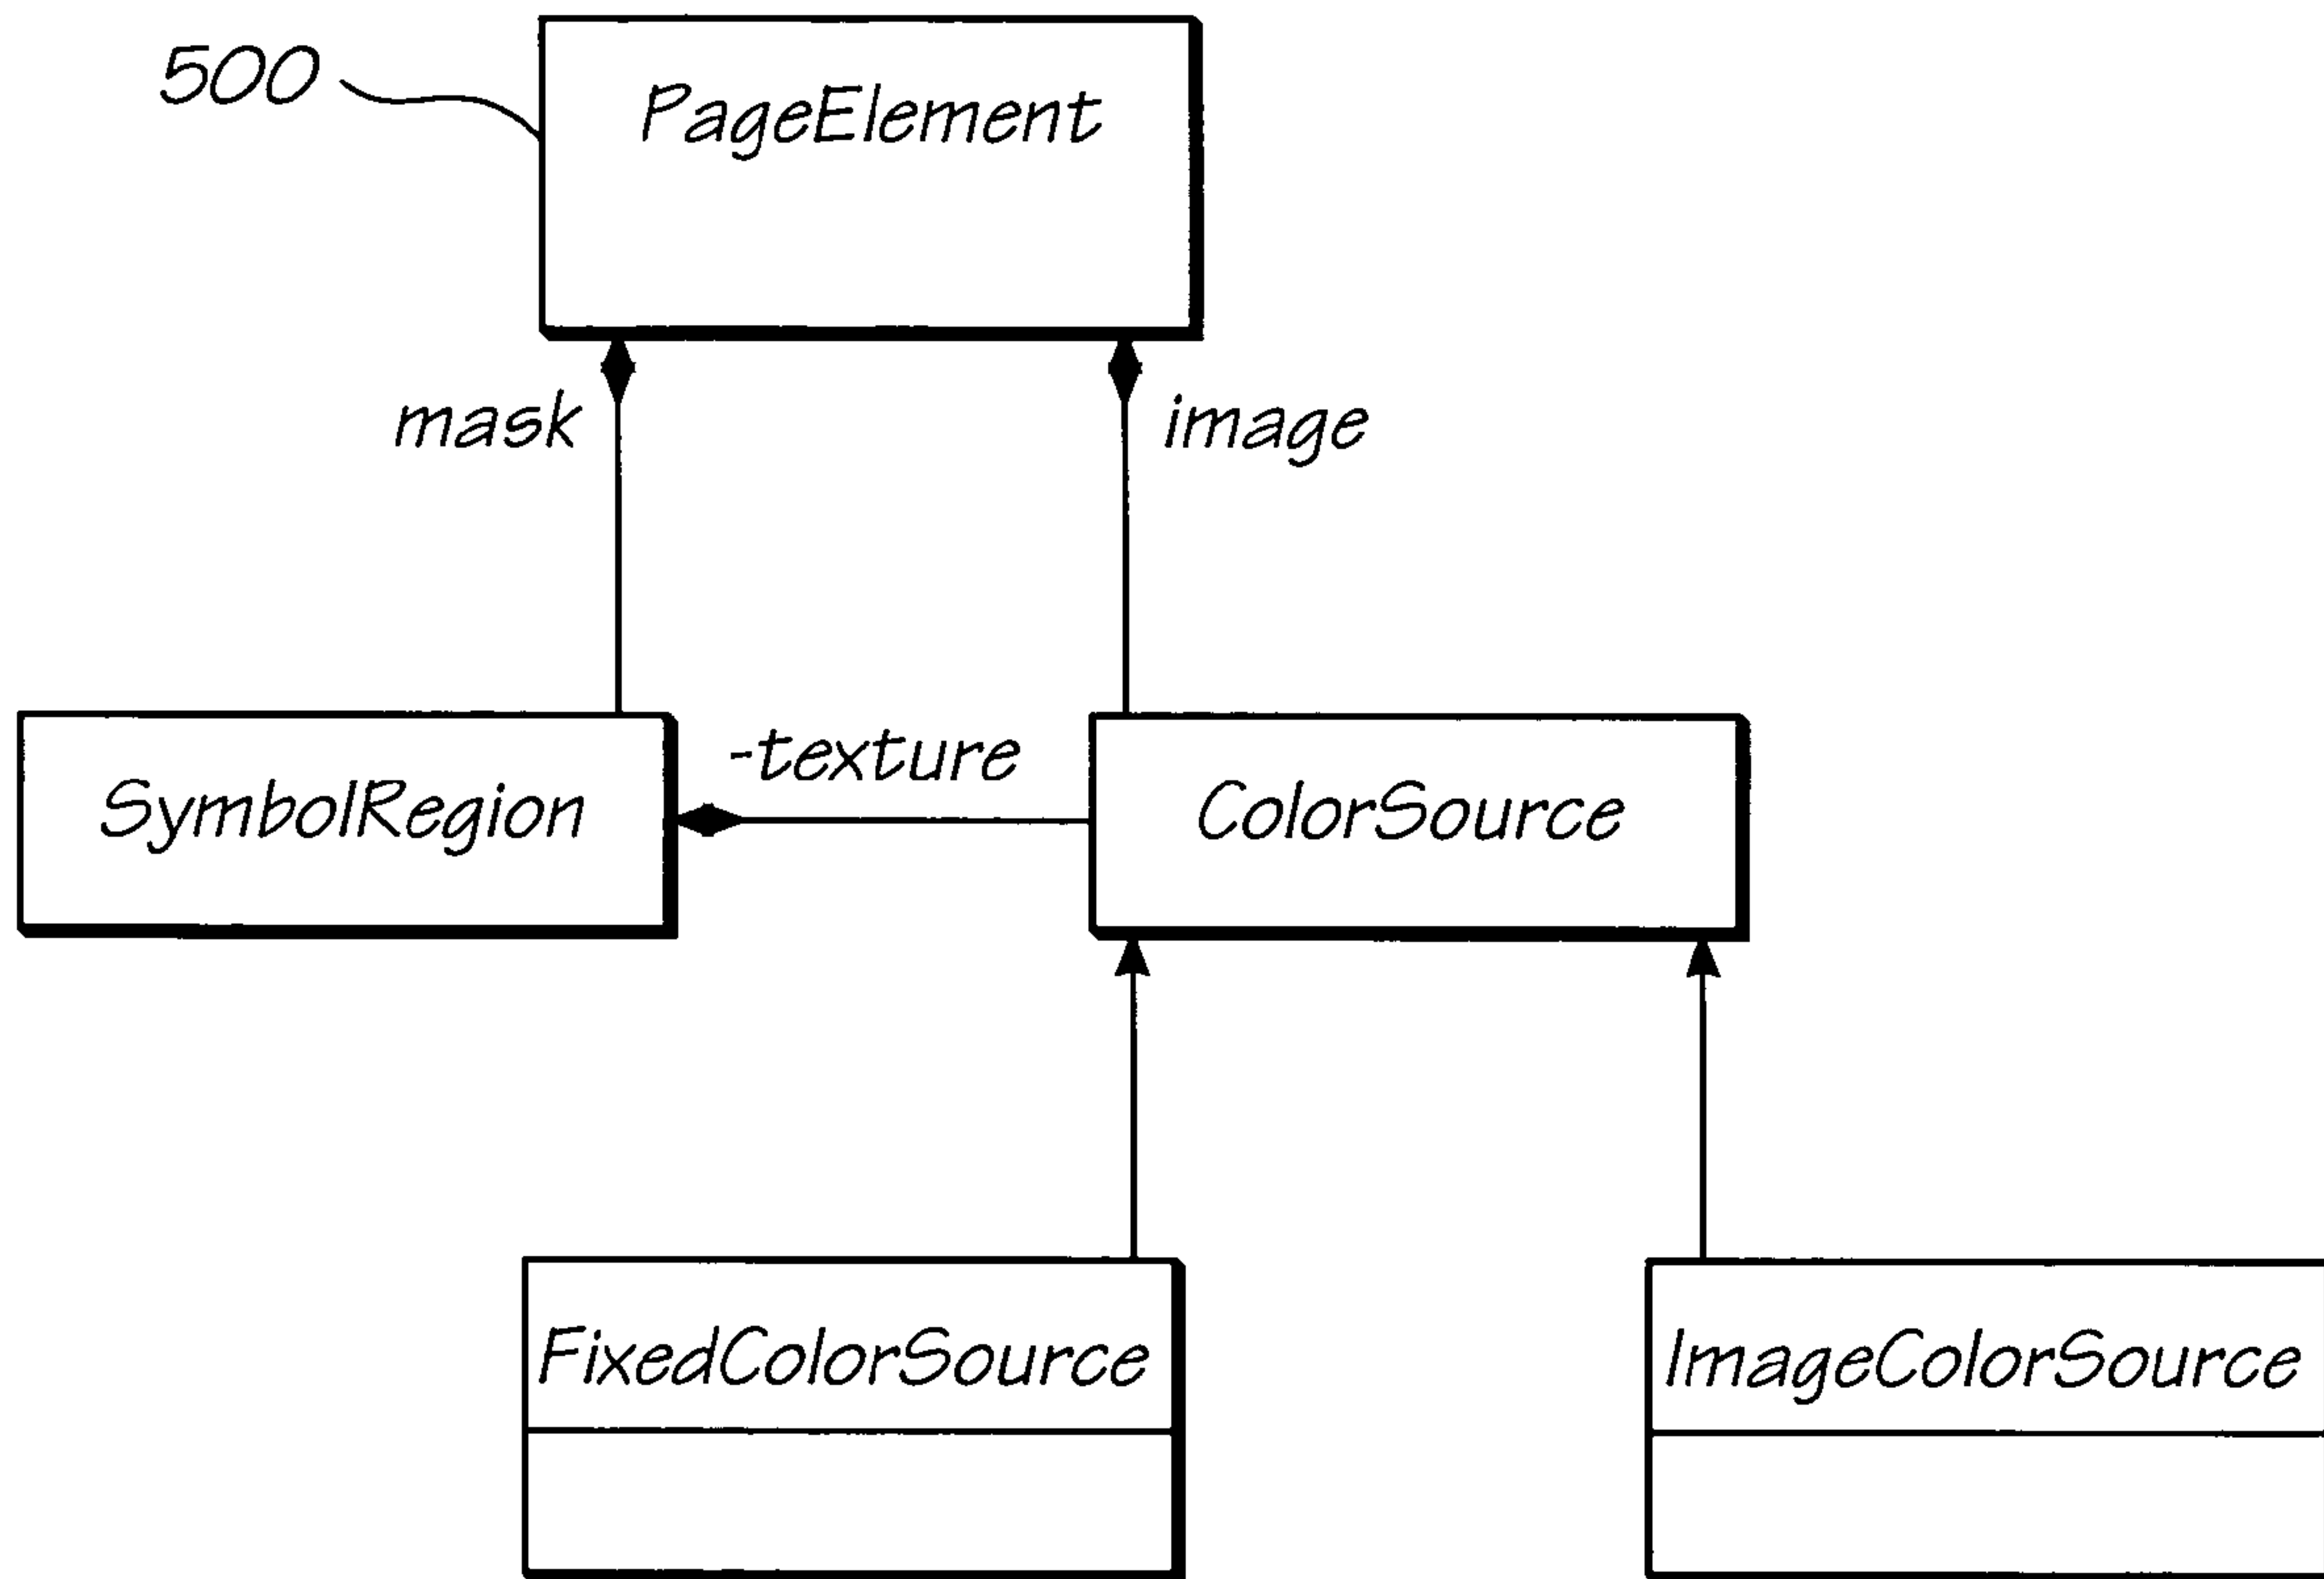 500
PageElement
mask
image
-texture
SymbolRegion
ColorSource
FixedColorSource
ImageColorSource